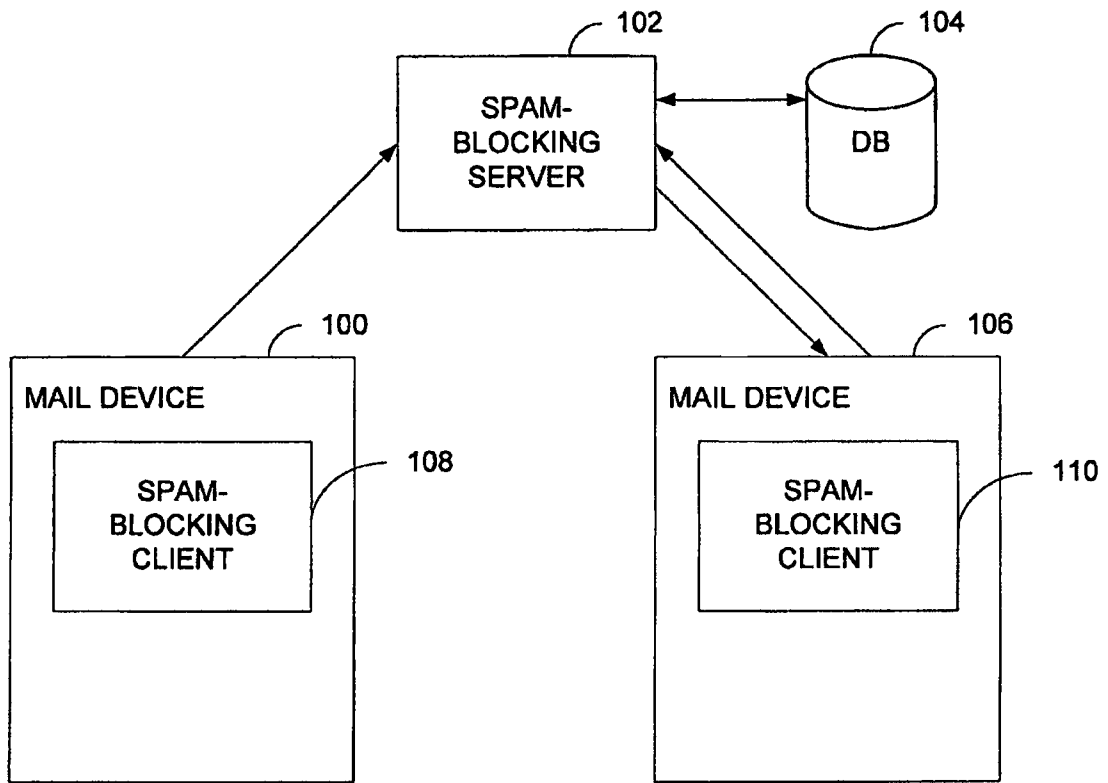 102
104
SPAM-
BLOCKING
SERVER
DB
100
106
MAIL DEVICE
MAIL DEVICE
108
110
SPAM-
BLOCKING
CLIENT
SPAM-
BLOCKING
CLIENT